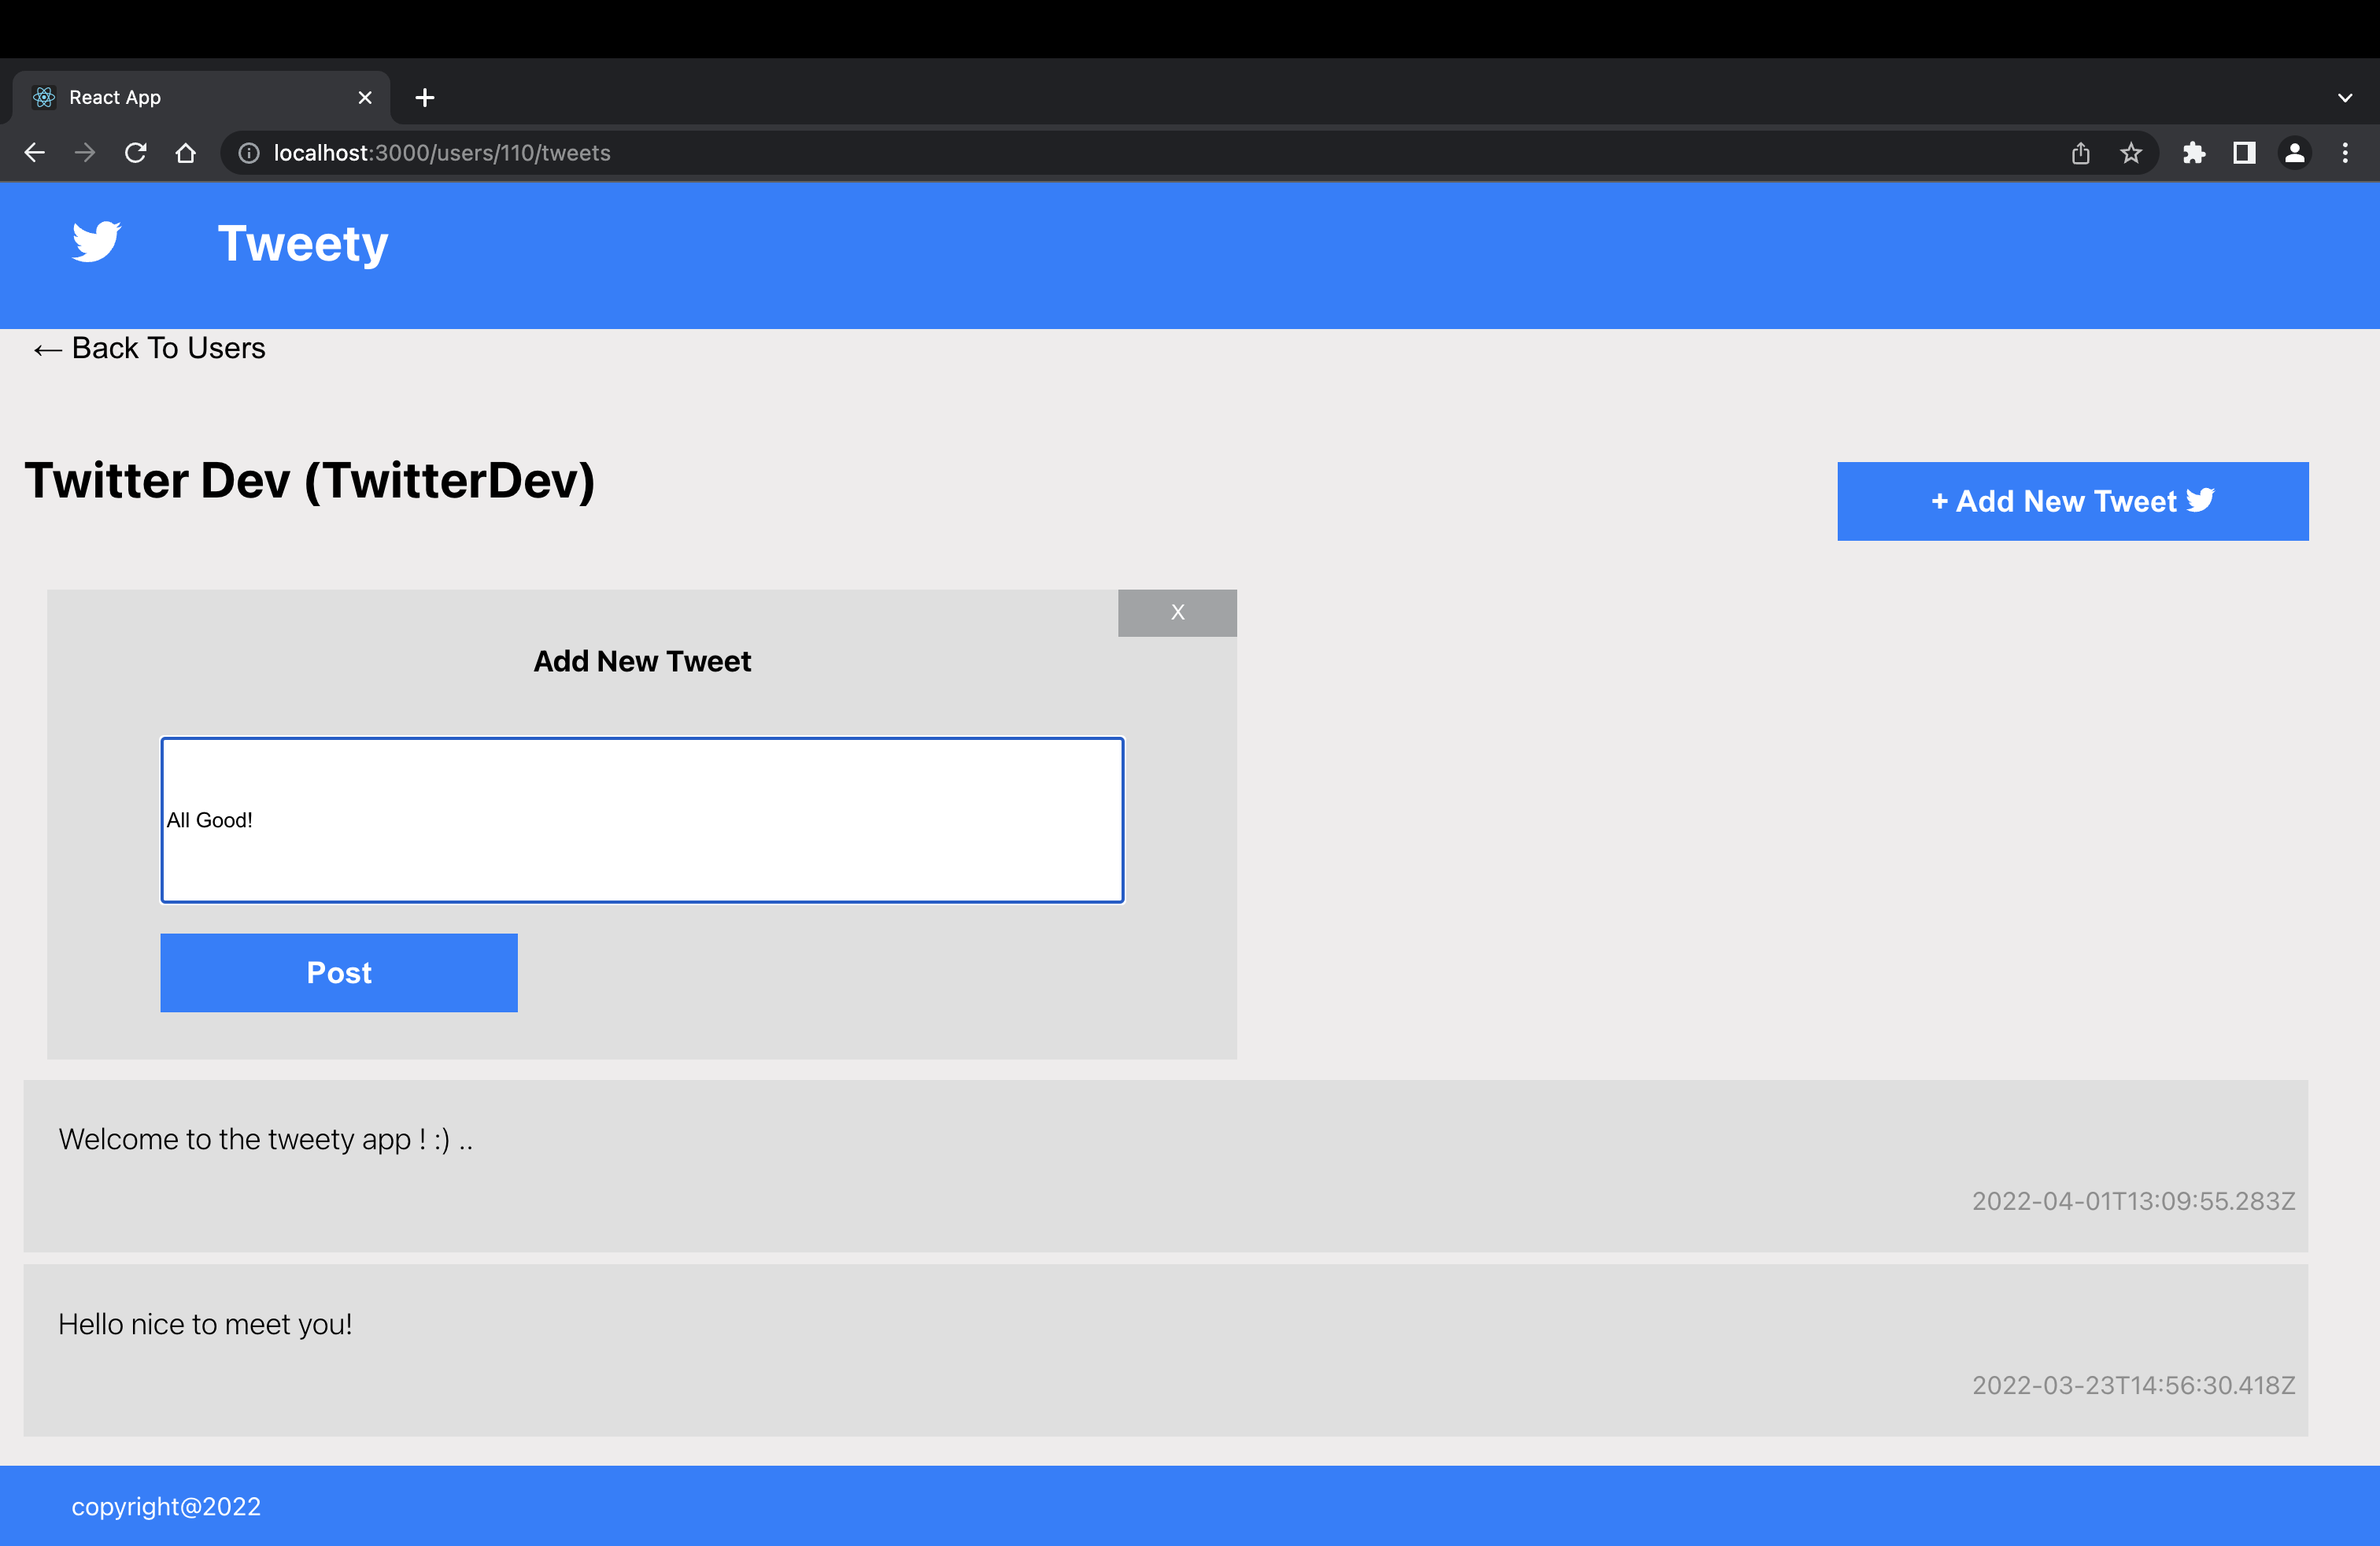 React App
localhost:3000/users/110/tweets
Tweety
← Back To Users
Twitter Dev (TwitterDev)
+ Add New Tweet
X
Add New Tweet
All Good!
Post
Welcome to the tweety app ! :) ..
2022-04-01T13:09:55.283Z
Hello nice to meet you!
2022-03-23T14:56:30.418Z
copyright@2022